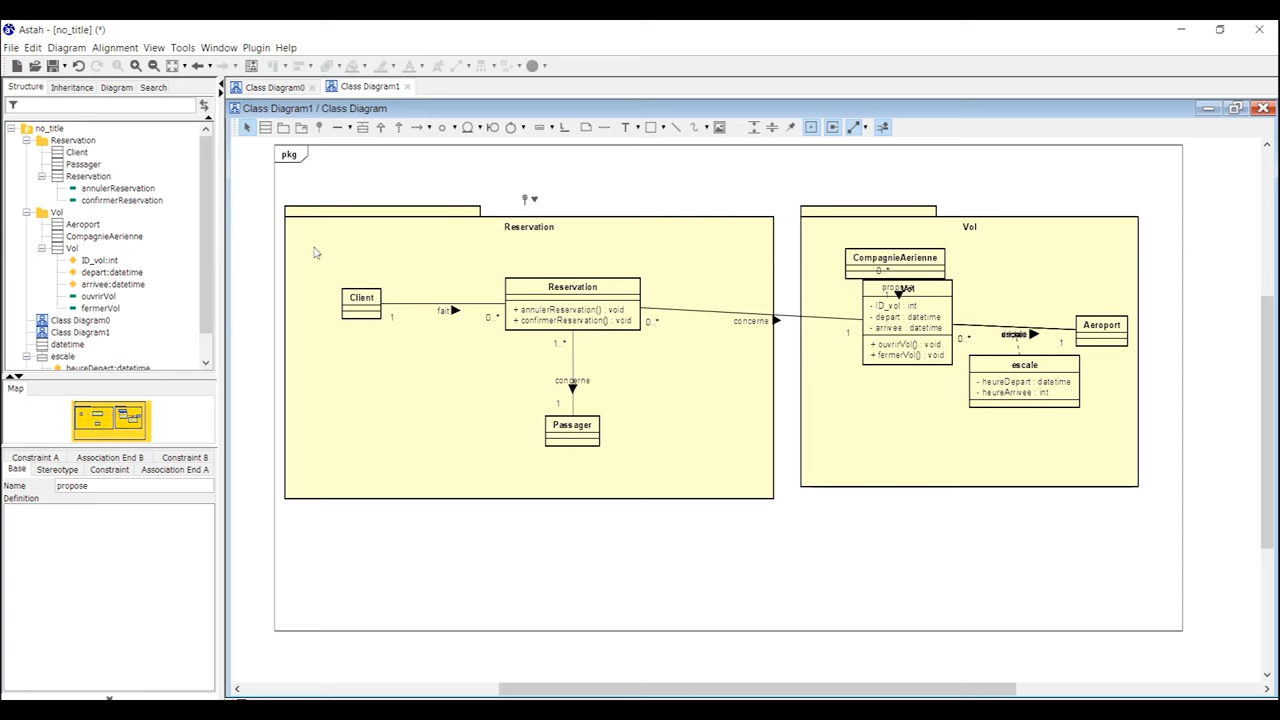 Astah - [no_title] (*)
File Edit Diagram Alignment View Tools Window Plugin Help
Structure Inheritance Diagram Search
Class Diagram0 Class Diagram1
Class Diagram1 / Class Diagram
no_title
Reservation
Client
Passager
Reservation
annulerReservation
confirmerReservation
Vol
Aeroport
CompagnieAerienne
Vol
ID_vol:int
depart:datetime
arrivee:datetime
ouvrirVol
fermerVol
Class Diagram0
Class Diagram1
datetime
escale
heureDepart:datetime
Map
Constraint A Association End B Constraint B
Base Stereotype Constraint Association End A
Name propose
Definition
pkg
Reservation
Client
1 fait 0..*
Reservation
+ annulerReservation() : void
+ confirmerReservation() : void
0..*
1..*
concerne
1
Passager
concerne
1
Vol
CompagnieAerienne
0..*
propose
1
Vol
- ID_vol : int
- depart : datetime
- arrivee : datetime
+ ouvrirVol() : void
+ fermerVol() : void
0..*
1
Aeroport
escale
- heureDepart : datetime
- heureArrivee : int